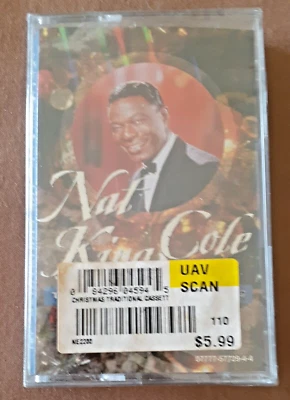 Nat
King Cole
UAV
SCAN
0 84296 04594 5
CHRISTMAS TRADITIONAL CASSETT
110
NE2200
$5.99
57777-57729-4-4